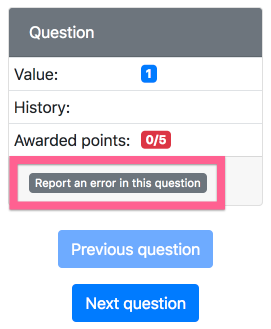 Question
Value: 1
History:
Awarded points: 0/5
Report an error in this question
Previous question
Next question